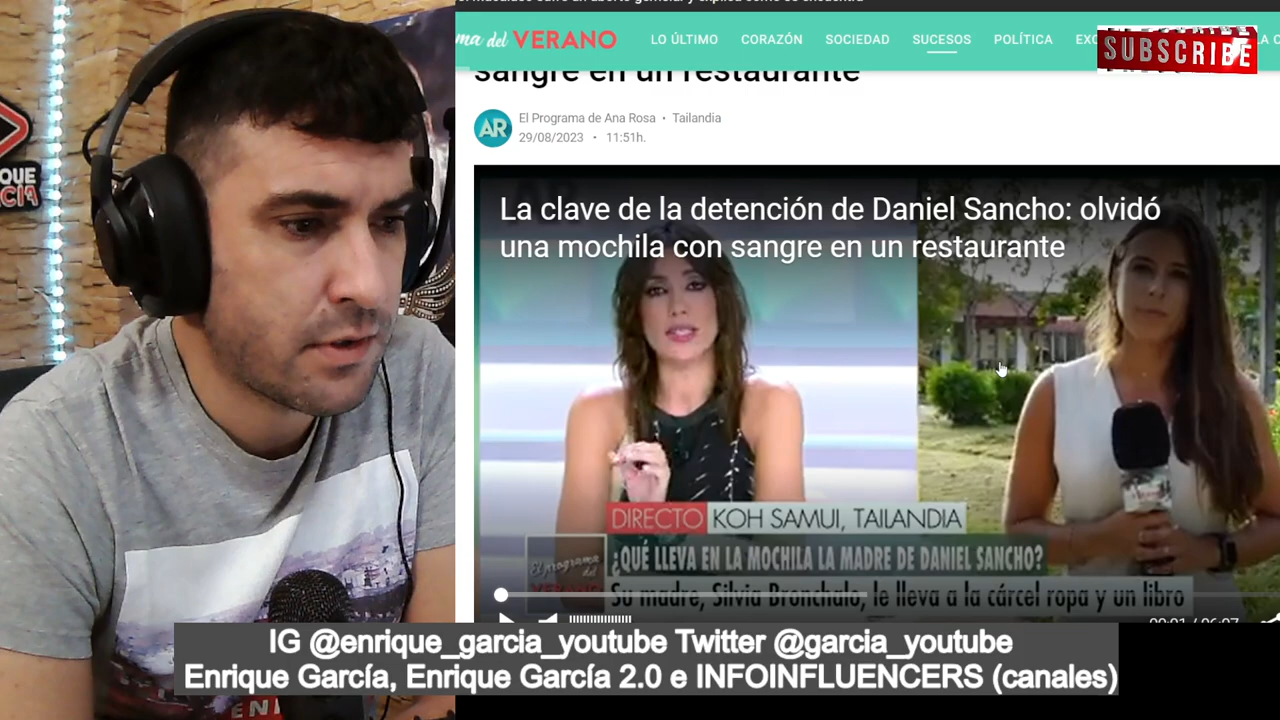 ma del VERANO
LO ÚLTIMO CORAZÓN SOCIEDAD SUCESOS POLÍTICA
SUBSCRIBE
sangre en un restaurante
AR
El Programa de Ana Rosa • Tailandia
29/08/2023 • 11:51h.
La clave de la detención de Daniel Sancho: olvidó
una mochila con sangre en un restaurante
DIRECTO KOH SAMUI, TAILANDIA
El programa
del
VERANO
¿QUÉ LLEVA EN LA MOCHILA LA MADRE DE DANIEL SANCHO?
Su madre, Silvia Bronchalo, le lleva a la cárcel ropa y un libro
IG @enrique_garcia_youtube Twitter @garcia_youtube
Enrique García, Enrique García 2.0 e INFOINFLUENCERS (canales)